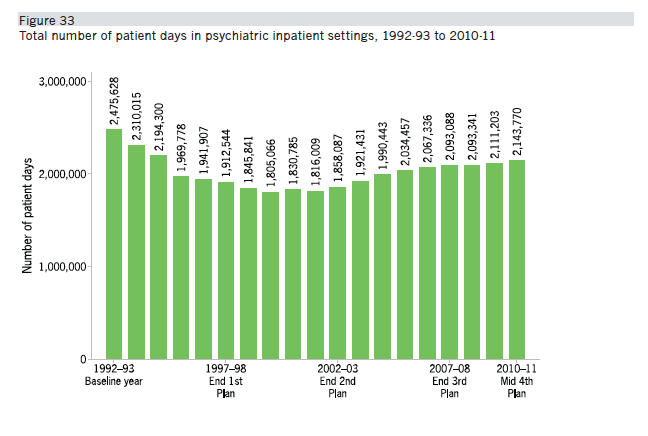 Figure 33
Total number of patient days in psychiatric inpatient settings, 1992-93 to 2010-11
Number of patient days
3,000,000
2,000,000
1,000,000
0
2,475,628
2,310,015
2,194,300
1,969,778
1,941,907
1,912,544
1,845,841
1,805,066
1,830,785
1,816,009
1,858,087
1,921,431
1,990,443
2,034,457
2,067,336
2,093,088
2,093,341
2,111,203
2,143,770
1992–93
Baseline year
1997–98
End 1st
Plan
2002–03
End 2nd
Plan
2007–08
End 3rd
Plan
2010–11
Mid 4th
Plan